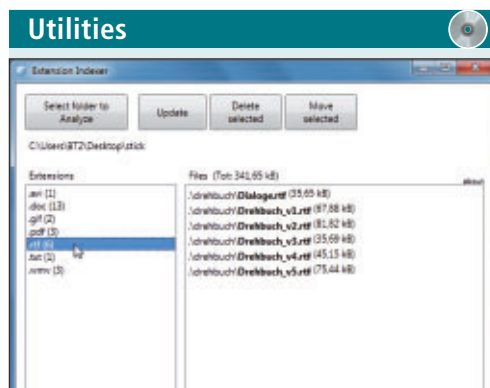 Utilities
Extension Indexer
Select folder to
Analyze
Update
Delete
selected
Move
selected
C:\Users\BT2\Desktop\stick
Extensions
Files (Tot: 341,65 kB)
about
.avi (1)
.doc (13)
.gif (2)
.pdf (3)
.rtf (6)
.txt (1)
.wmv (3)
.\drehbuch\Dialoge.rtf (35,65 kB)
.\drehbuch\Drehbuch_v1.rtf (67,88 kB)
.\drehbuch\Drehbuch_v2.rtf (81,82 kB)
.\drehbuch\Drehbuch_v3.rtf (35,69 kB)
.\drehbuch\Drehbuch_v4.rtf (45,15 kB)
.\drehbuch\Drehbuch_v5.rtf (75,44 kB)